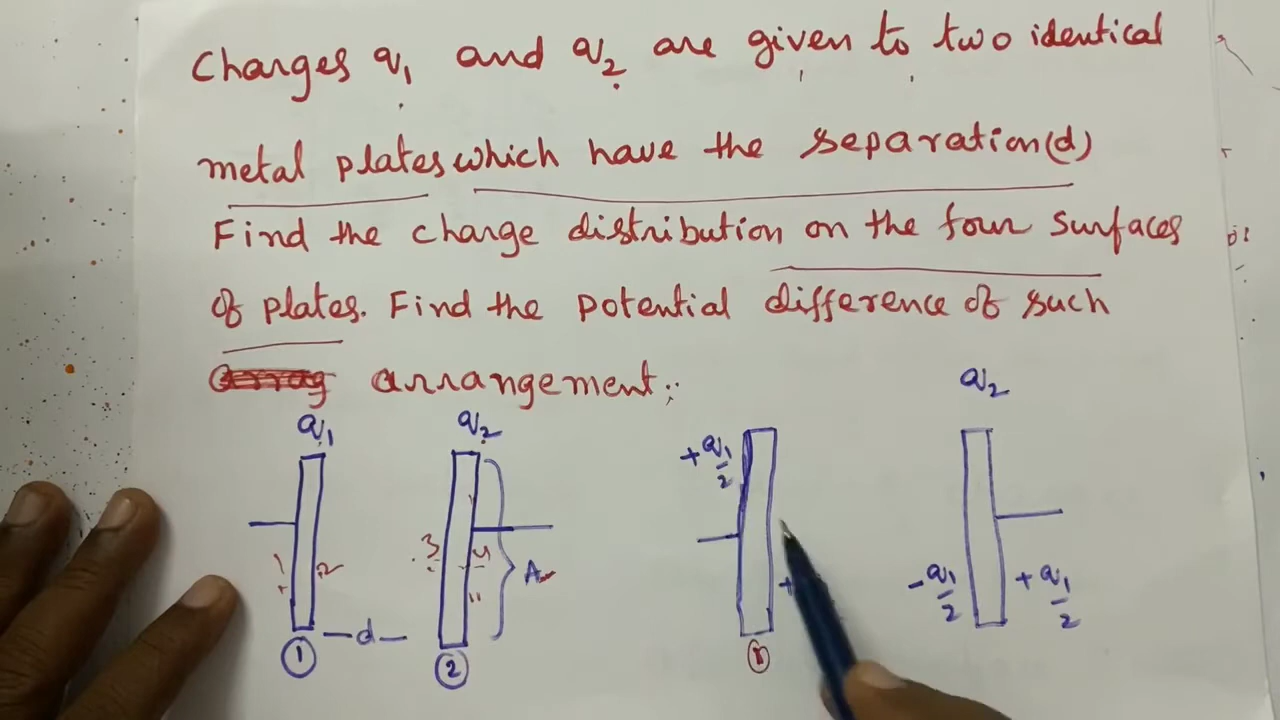 Charges q1 and q2 are given to two identical
metal plates which have the separation(d)
Find the charge distribution on the four surfaces
of plates. Find the potential difference of such
arrangement:
q1
q2
q2
+q1/2
1
2
3
4
A
-q1/2
+q1/2
+
-d-
1
2
1